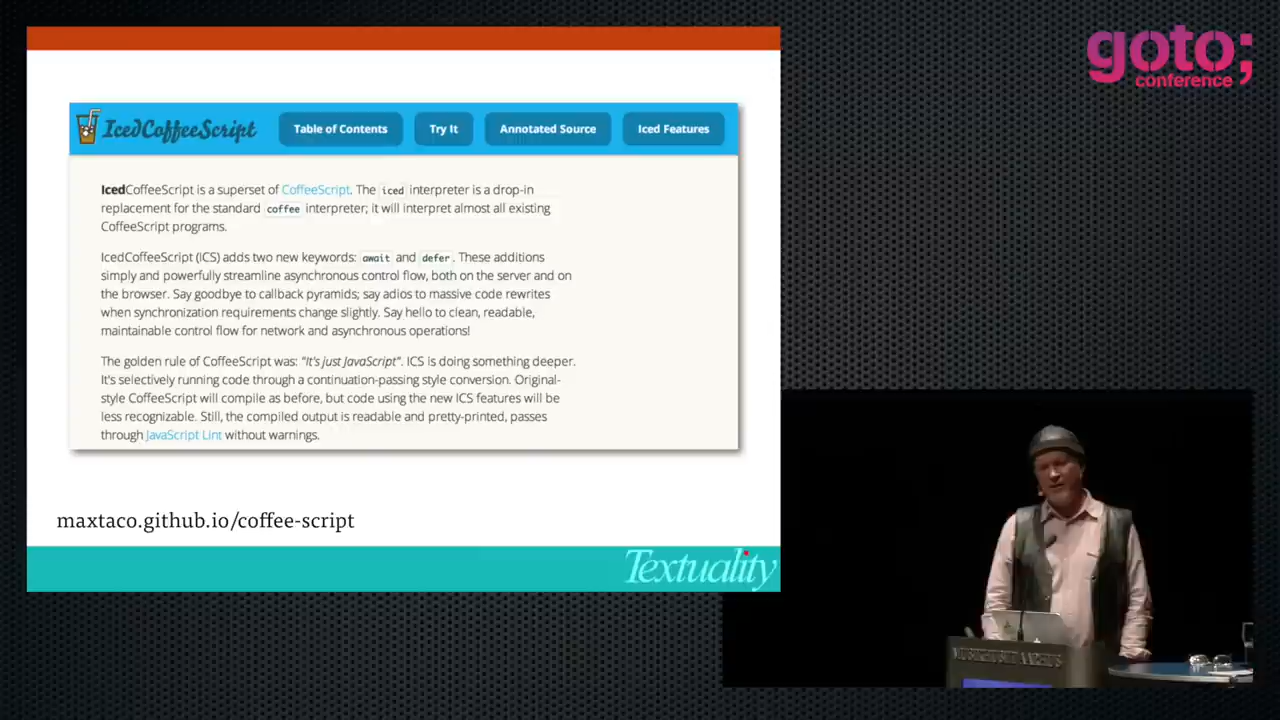 goto;
conference
IcedCoffeeScript
Table of Contents
Try It
Annotated Source
Iced Features
IcedCoffeeScript is a superset of CoffeeScript. The iced interpreter is a drop-in
replacement for the standard coffee interpreter; it will interpret almost all existing
CoffeeScript programs.
IcedCoffeeScript (ICS) adds two new keywords: await and defer. These additions
simply and powerfully streamline asynchronous control flow, both on the server and on
the browser. Say goodbye to callback pyramids; say adios to massive code rewrites
when synchronization requirements change slightly. Say hello to clean, readable,
maintainable control flow for network and asynchronous operations!
The golden rule of CoffeeScript was: "It's just JavaScript". ICS is doing something deeper.
It's selectively running code through a continuation-passing style conversion. Original-
style CoffeeScript will compile as before, but code using the new ICS features will be
less recognizable. Still, the compiled output is readable and pretty-printed, passes
through JavaScript Lint without warnings.
maxtaco.github.io/coffee-script
Textuality
MUSIKHUSET AARHUS